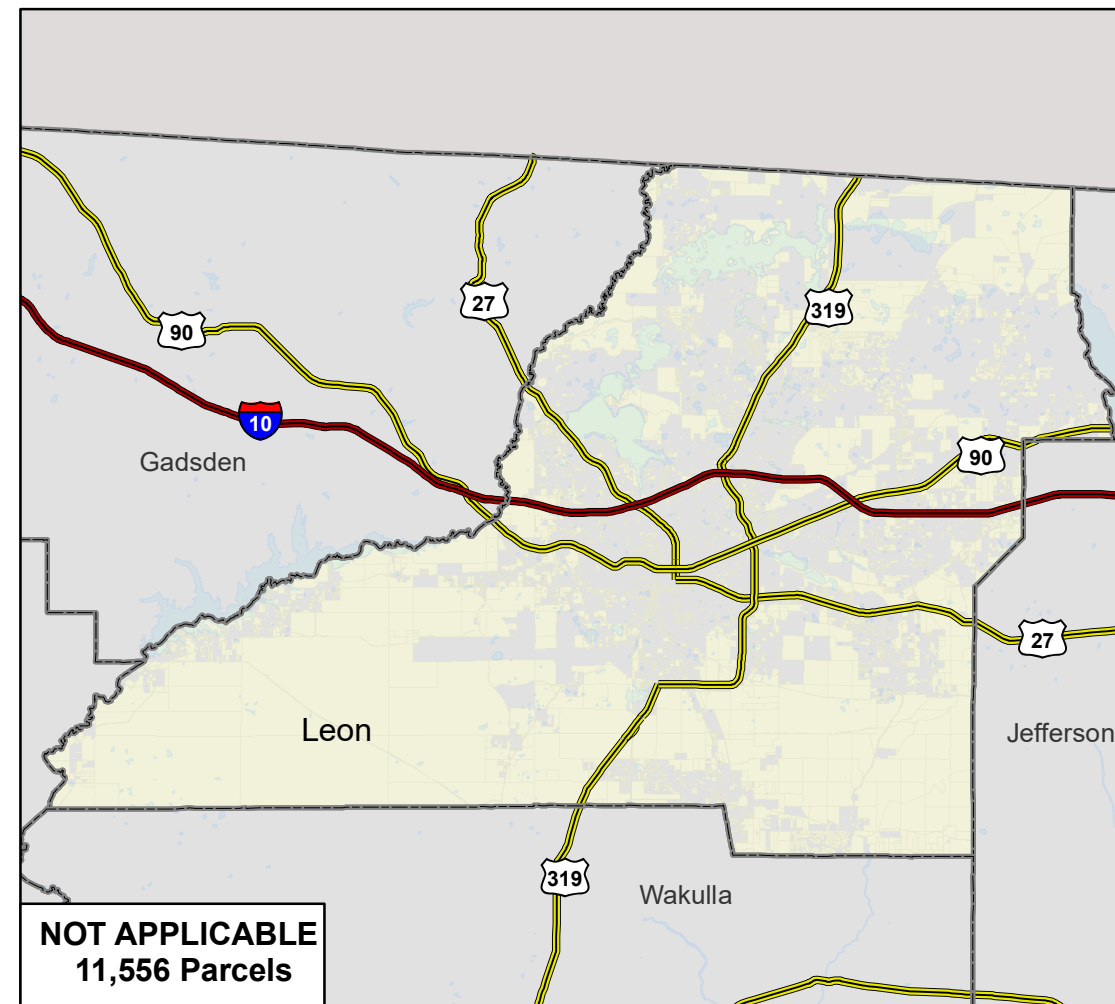 27
319
90
10
90
Gadsden
27
Leon
Jefferson
319
Wakulla
NOT APPLICABLE
11,556 Parcels